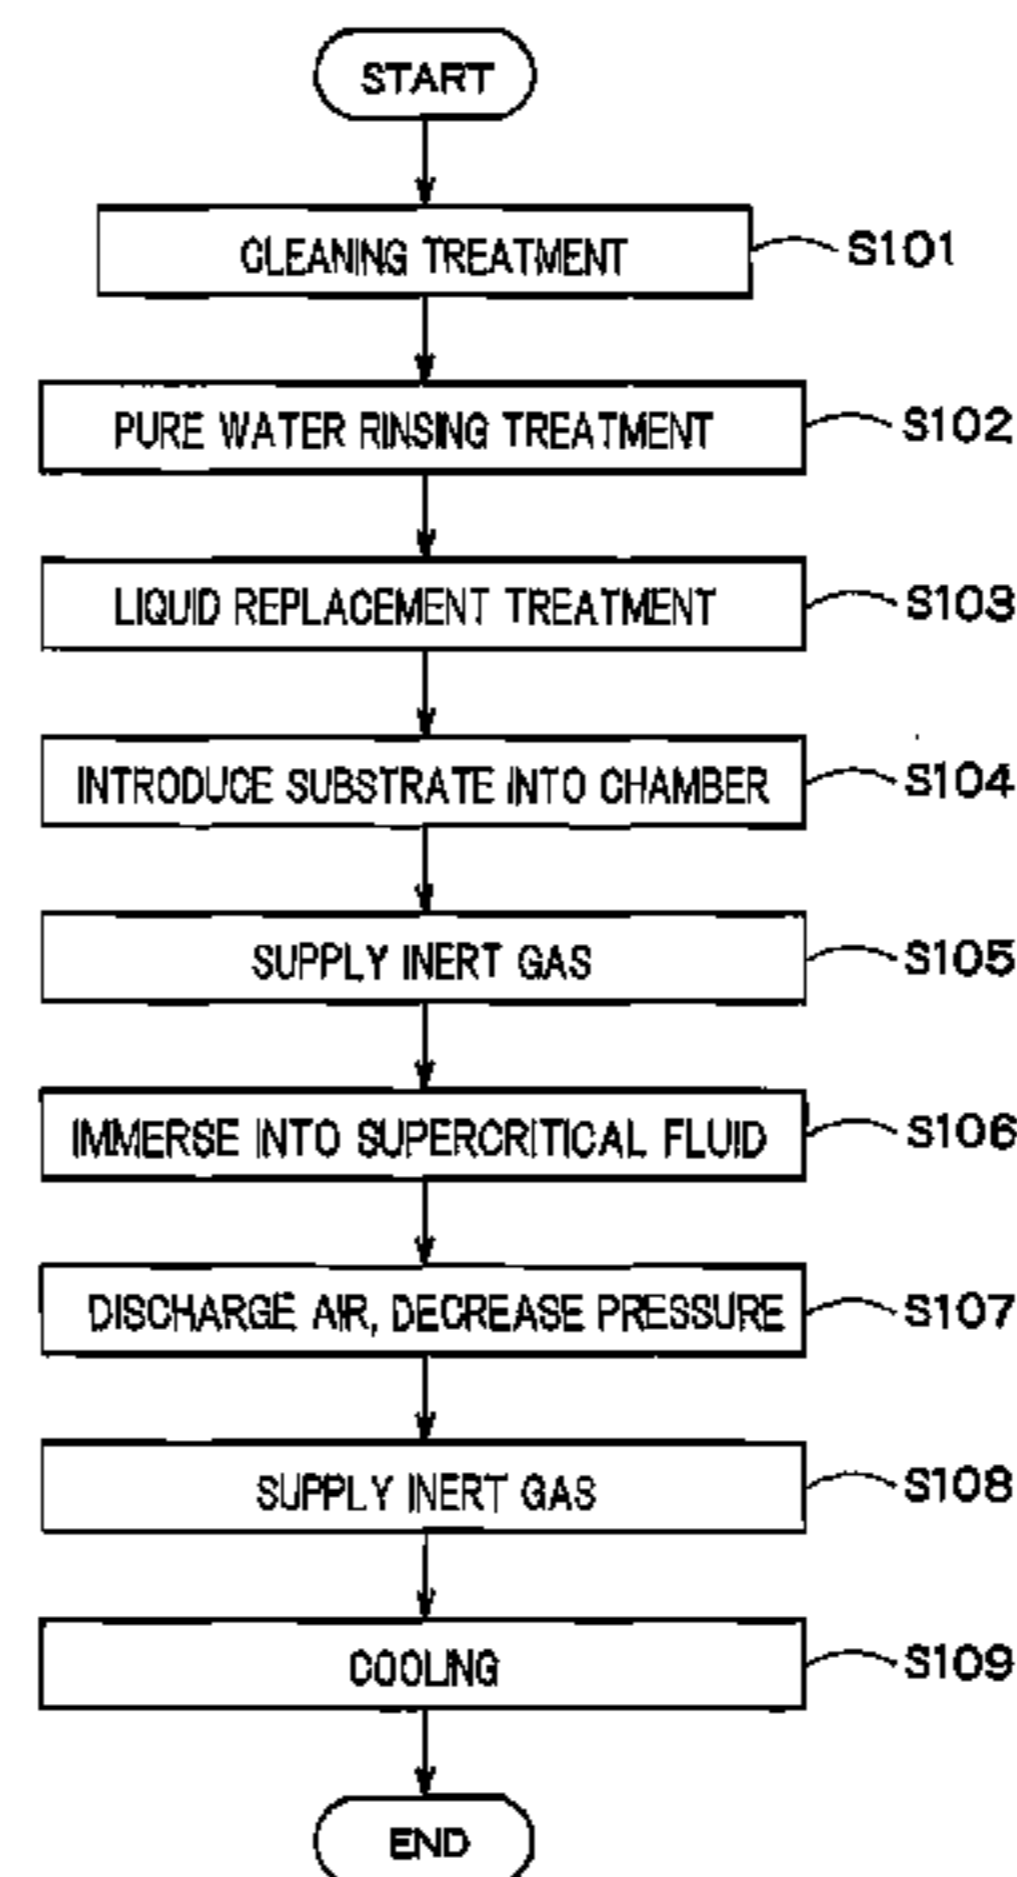 START
CLEANING TREATMENT
S101
PURE WATER RINSING TREATMENT
S102
LIQUID REPLACEMENT TREATMENT
S103
INTRODUCE SUBSTRATE INTO CHAMBER
S104
SUPPLY INERT GAS
S105
IMMERSE INTO SUPERCRITICAL FLUID
S106
DISCHARGE AIR, DECREASE PRESSURE
S107
SUPPLY INERT GAS
S108
COOLING
S109
END